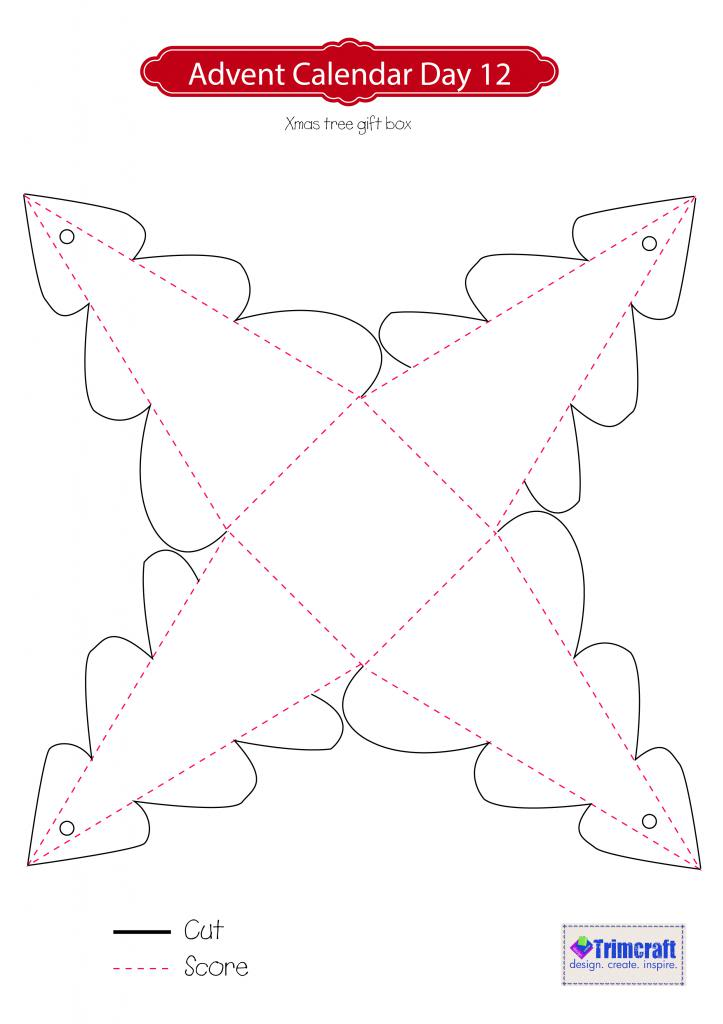 Advent Calendar Day 12
Xmas tree gift box
Cut
Score
Trimcraft
design. create. inspire.